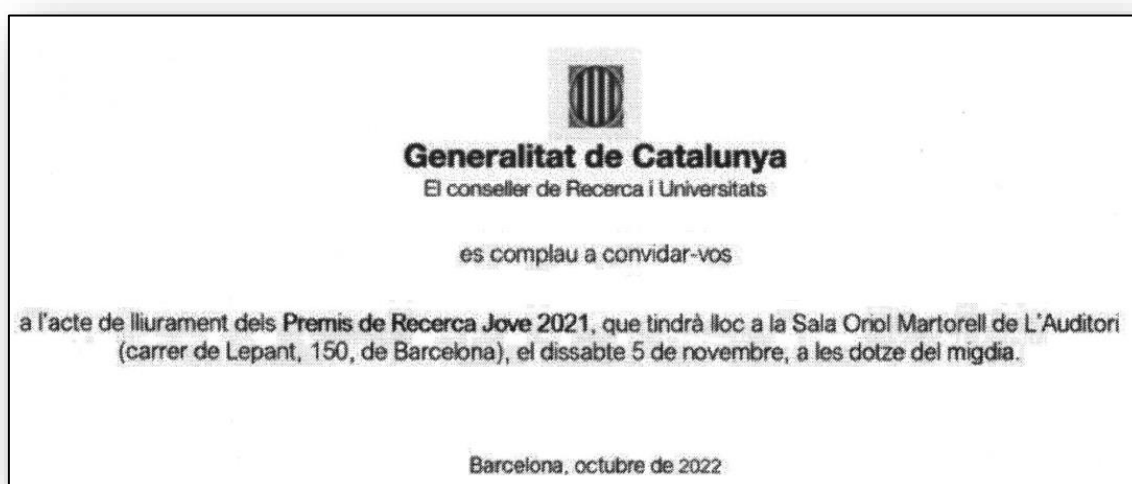 Generalitat de Catalunya
El conseller de Recerca i Universitats
es complau a convidar-vos
a l'acte de lliurament dels Premis de Recerca Jove 2021, que tindrà lloc a la Sala Oriol Martorell de L'Auditori
(carrer de Lepant, 150, de Barcelona), el dissabte 5 de novembre, a les dotze del migdia.
Barcelona, octubre de 2022